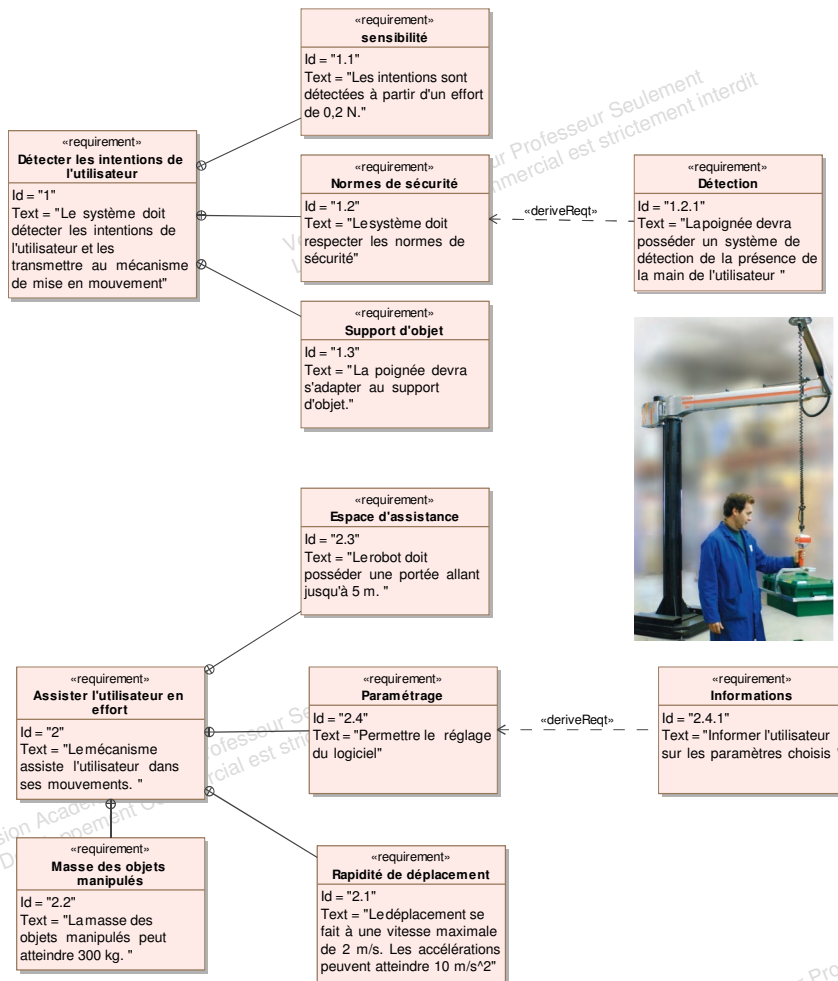 «requirement»
sensibilité
Id = "1.1"
Text = "Les intentions sont
détectées à partir d'un effort
de 0,2 N."
«requirement»
Détecter les intentions de
l'utilisateur
Id = "1"
Text = "Le système doit
détecter les intentions de
l'utilisateur et les
transmettre au mécanisme
de mise en mouvement"
«requirement»
Normes de sécurité
Id = "1.2"
Text = "Le système doit
respecter les normes de
sécurité"
«deriveReqt»
«requirement»
Détection
Id = "1.2.1"
Text = "La poignée devra
posséder un système de
détection de la présence de
la main de l'utilisateur "
«requirement»
Support d'objet
Id = "1.3"
Text = "La poignée devra
s'adapter au support
d'objet."
ur Professeur Seulement
mmercial est strictement interdit
«requirement»
Espace d'assistance
Id = "2.3"
Text = "Le robot doit
posséder une portée allant
jusqu'à 5 m. "
«requirement»
Assister l'utilisateur en
effort
Id = "2"
Text = "Le mécanisme
assiste l'utilisateur dans
ses mouvements. "
«requirement»
Paramétrage
Id = "2.4"
Text = "Permettre le réglage
du logiciel"
«deriveReqt»
«requirement»
Informations
Id = "2.4.1"
Text = "Informer l'utilisateur
sur les paramètres choisis "
«requirement»
Masse des objets
manipulés
Id = "2.2"
Text = "La masse des
objets manipulés peut
atteindre 300 kg. "
«requirement»
Rapidité de déplacement
Id = "2.1"
Text = "Le déplacement se
fait à une vitesse maximale
de 2 m/s. Les accélérations
peuvent atteindre 10 m/s^2"